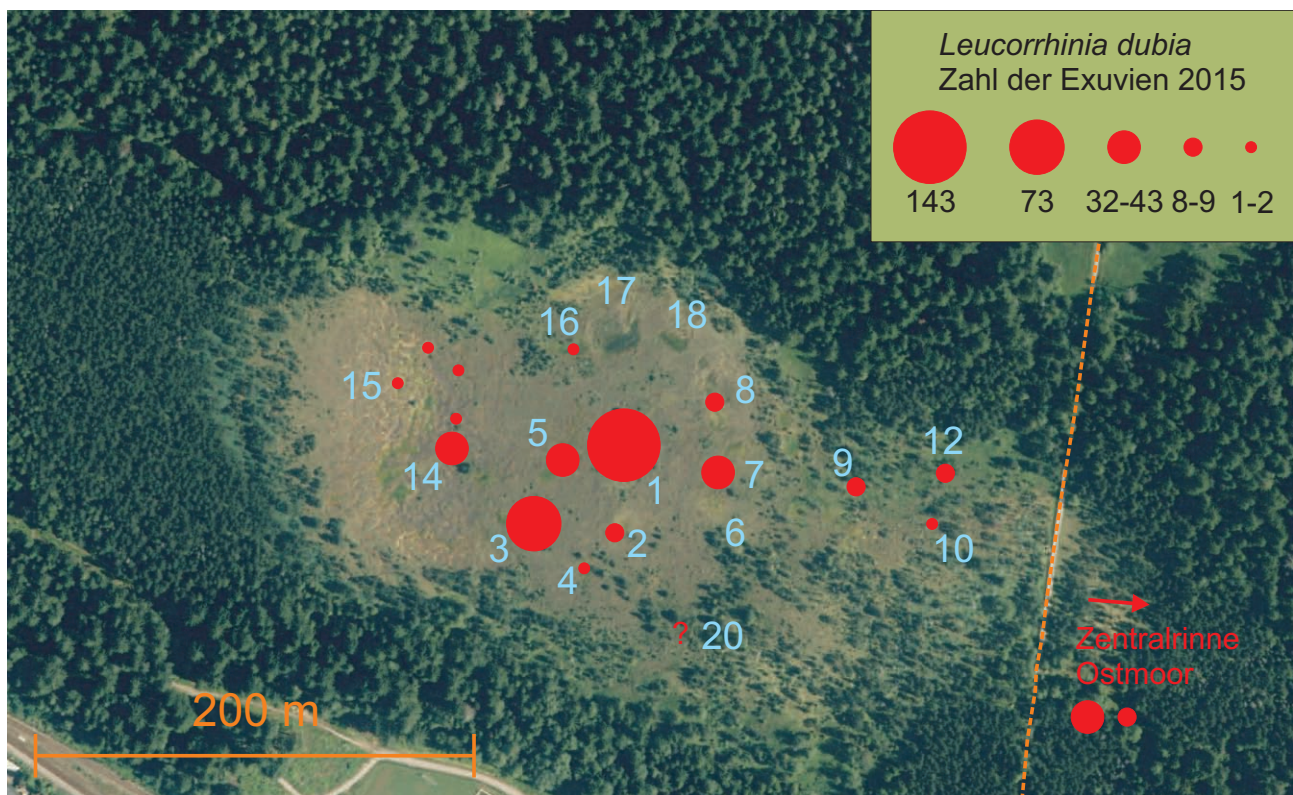 Leucorrhinia dubia
Zahl der Exuvien 2015
143 73 32-43 8-9 1-2
17
16 18
15
8
5 12
14 1 7 9
3 2 6 10
4
? 20
Zentralrinne
Ostmoor
200 m